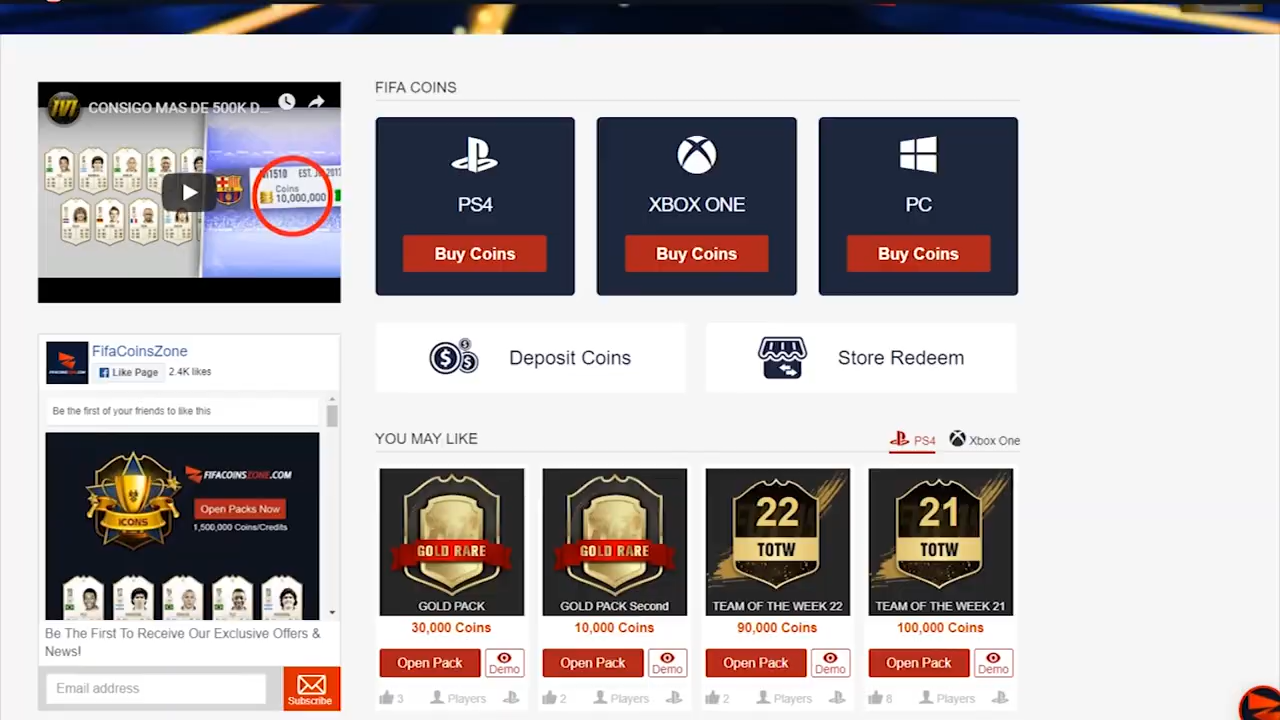 CONSIGO MAS DE 500K D...
EST. JUL 2017
Coins
10,000,000
FIFA COINS
PS4
Buy Coins
XBOX ONE
Buy Coins
PC
Buy Coins
Deposit Coins
Store Redeem
FifaCoinsZone
Like Page
2.4K likes
Be the first of your friends to like this
FIFACOINSZONE.COM
Open Packs Now
1,500,000 Coins/Credits
ICONS
Be The First To Receive Our Exclusive Offers &
News!
Email address
Subscribe
YOU MAY LIKE
PS4
Xbox One
GOLD RARE
GOLD PACK
30,000 Coins
Open Pack
Demo
3
Players
GOLD RARE
GOLD PACK Second
10,000 Coins
Open Pack
Demo
2
Players
22
TOTW
TEAM OF THE WEEK 22
90,000 Coins
Open Pack
Demo
2
Players
21
TOTW
TEAM OF THE WEEK 21
100,000 Coins
Open Pack
Demo
8
Players